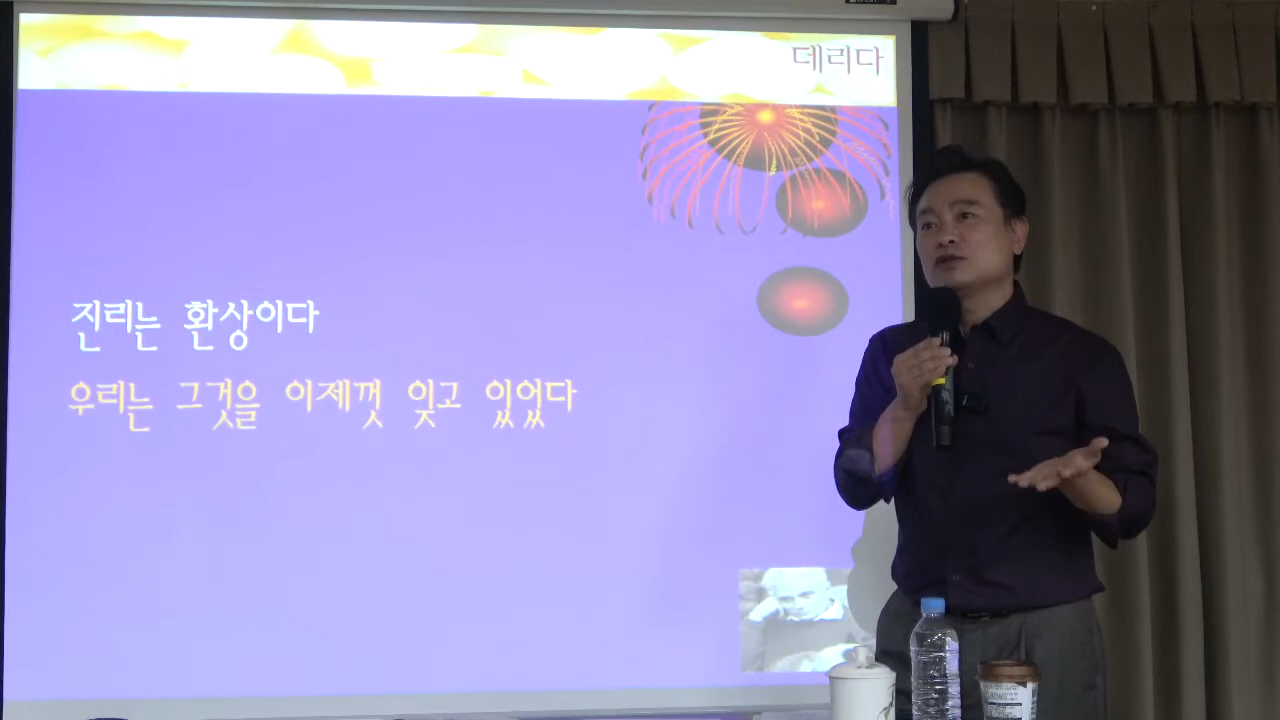 데리다
진리는 환상이다
우리는 그것을 이제껏 잊고 있었다